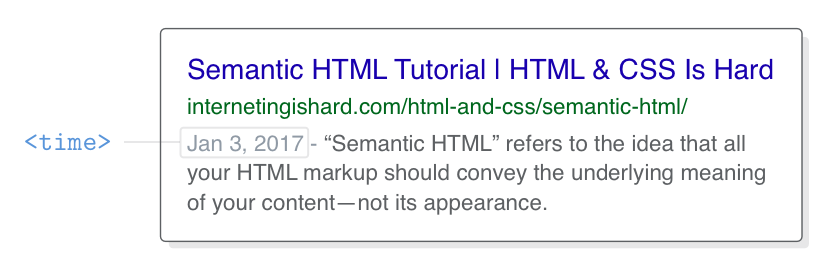 Semantic HTML Tutorial | HTML & CSS Is Hard
internetingishard.com/html-and-css/semantic-html/
<time>
Jan 3, 2017 - “Semantic HTML” refers to the idea that all
your HTML markup should convey the underlying meaning
of your content—not its appearance.